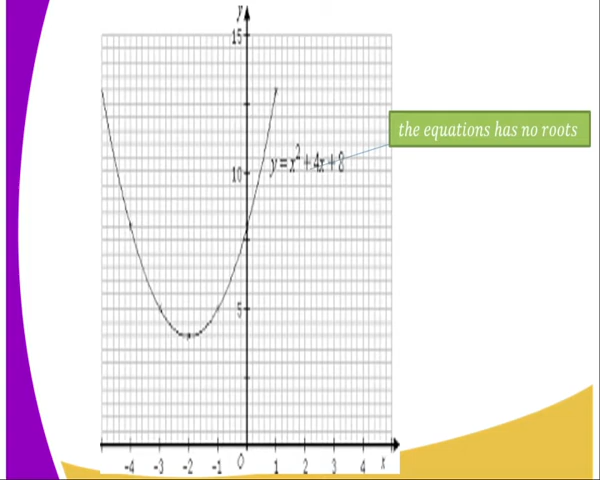 y
15
the equations has no roots
y = x² + 4x + 8
10
5
-4 -3 -2 -1 O 1 2 3 4 x